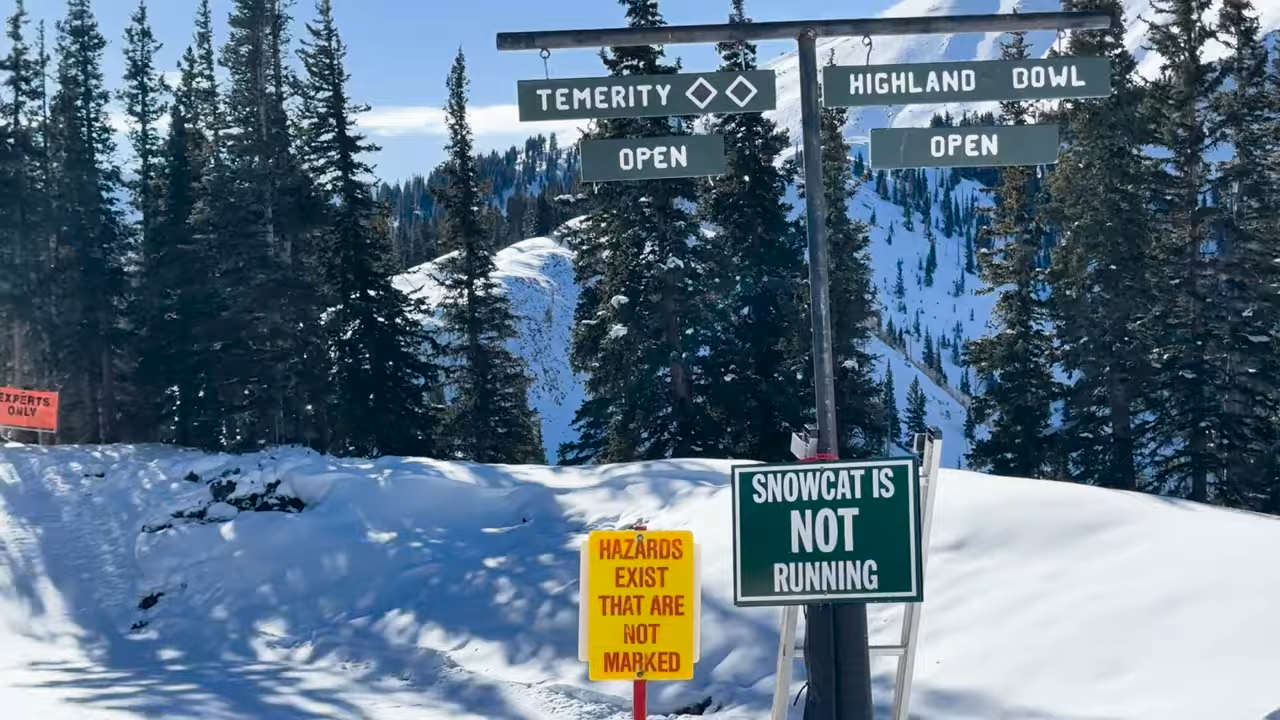 TEMERITY
OPEN
HIGHLAND BOWL
OPEN
EXPERTS
ONLY
SNOWCAT IS
NOT
RUNNING
HAZARDS
EXIST
THAT ARE
NOT
MARKED